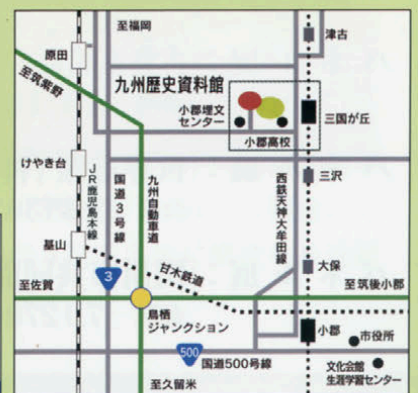 至福岡
津古
原田
至筑紫野
九州歴史資料館
小郡埋文
センター
三国が丘
小郡高校
けやき台
JR鹿児島本線
国道3号線
九州自動車道
西鉄天神大牟田線
三沢
基山
甘木鉄道
大保
3
至佐賀
至筑後小郡
鳥栖
ジャンクション
小郡
市役所
500
国道500号線
文化会館
生涯学習センター
至久留米